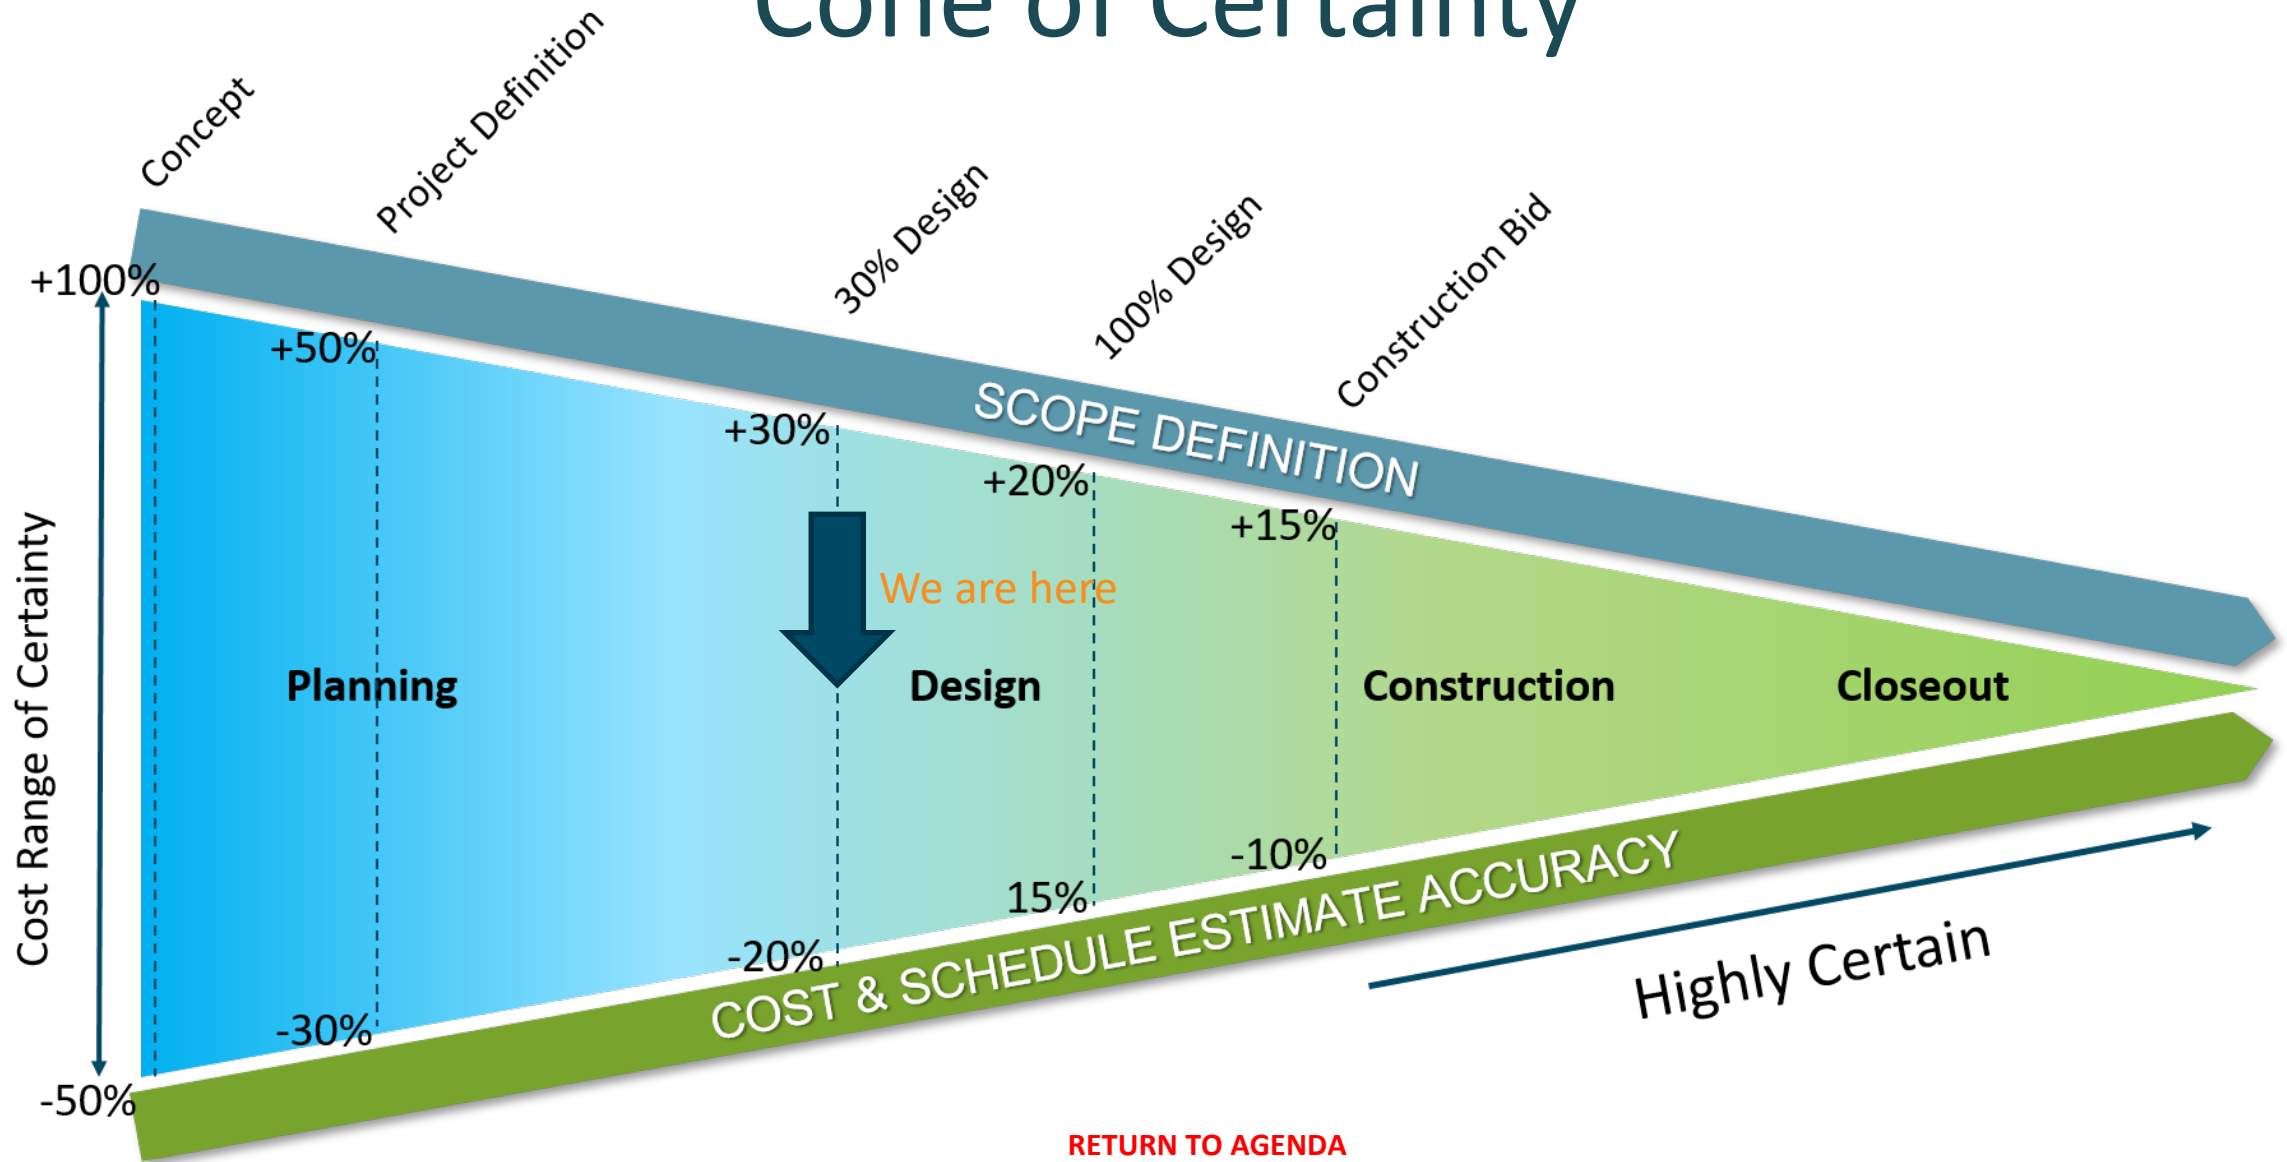 Cone of Certainty
Concept
Project Definition
30% Design
100% Design
Construction Bid
+100%
+50%
+30%
+20%
+15%
SCOPE DEFINITION
We are here
Cost Range of Certainty
Planning
Design
Construction
Closeout
-10%
15%
-20%
-30%
-50%
COST & SCHEDULE ESTIMATE ACCURACY
Highly Certain
RETURN TO AGENDA